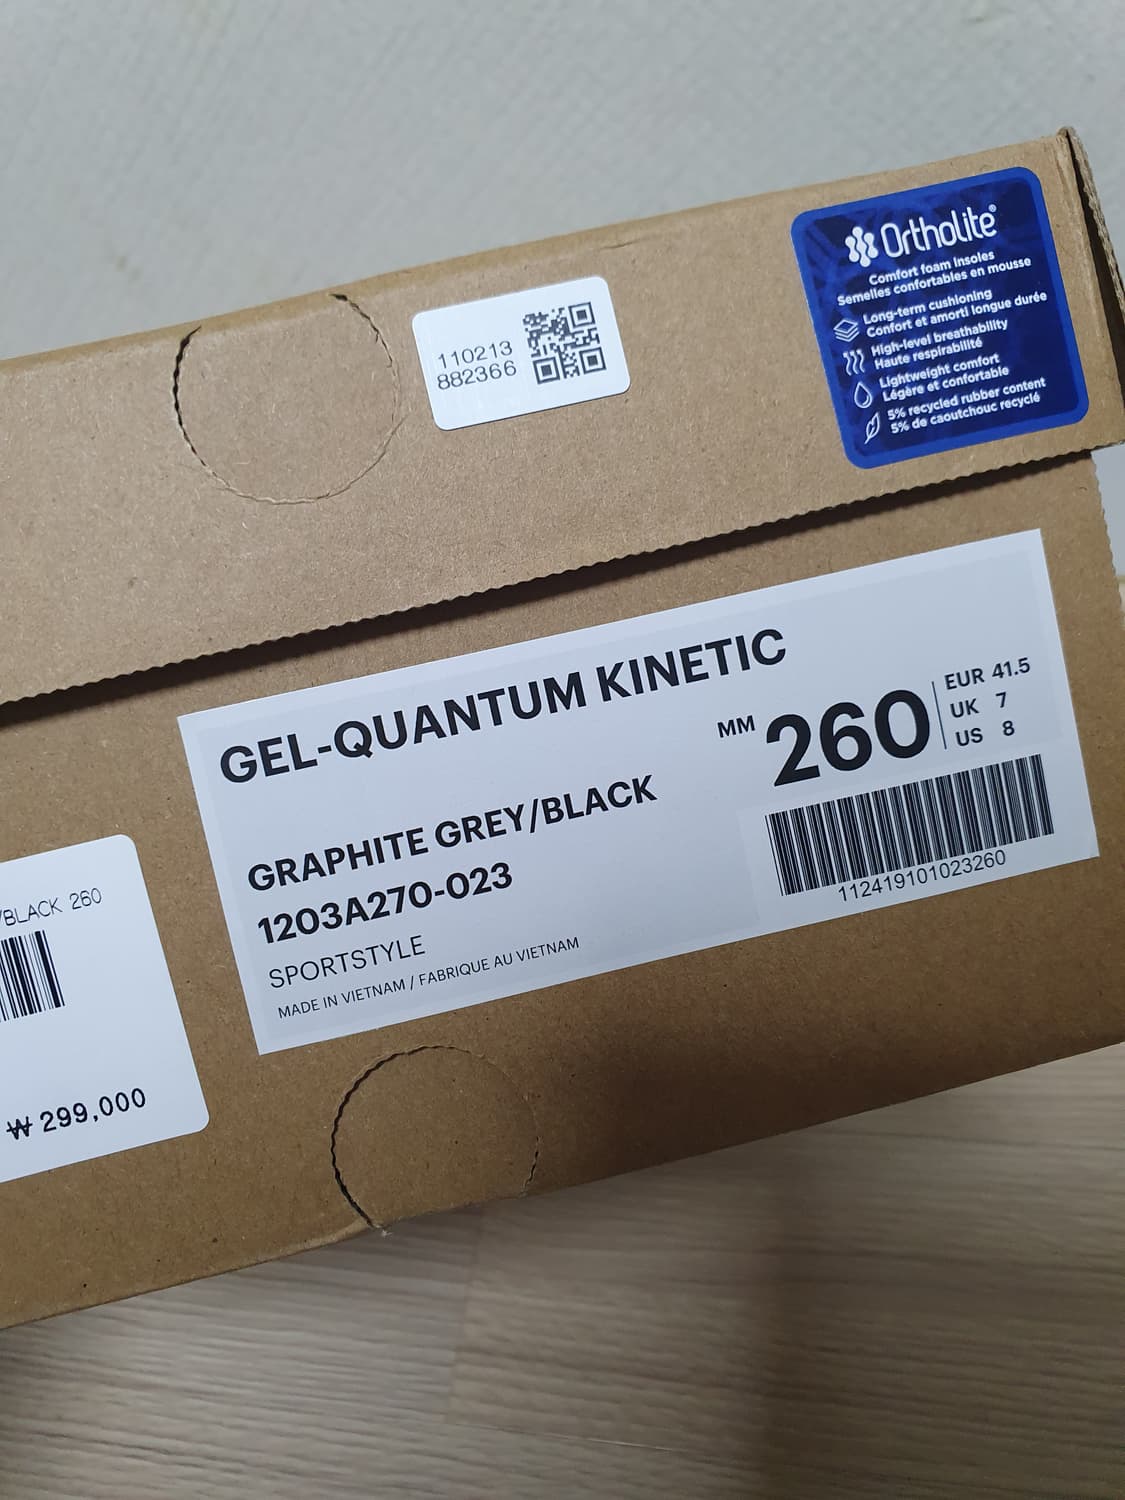 Ortholite®
Comfort foam Insoles
Semelles confortables en mousse
Long-term cushioning
Confort et amorti longue durée
High-level breathability
Haute respirabilité
Lightweight comfort
Légère et confortable
5% recycled rubber content
5% de caoutchouc recyclé
110213
882366
GEL-QUANTUM KINETIC
MM 260
EUR 41.5
UK 7
US 8
GRAPHITE GREY/BLACK
1203A270-023
SPORTSTYLE
MADE IN VIETNAM / FABRIQUE AU VIETNAM
112419101023260
/BLACK 260
₩ 299,000